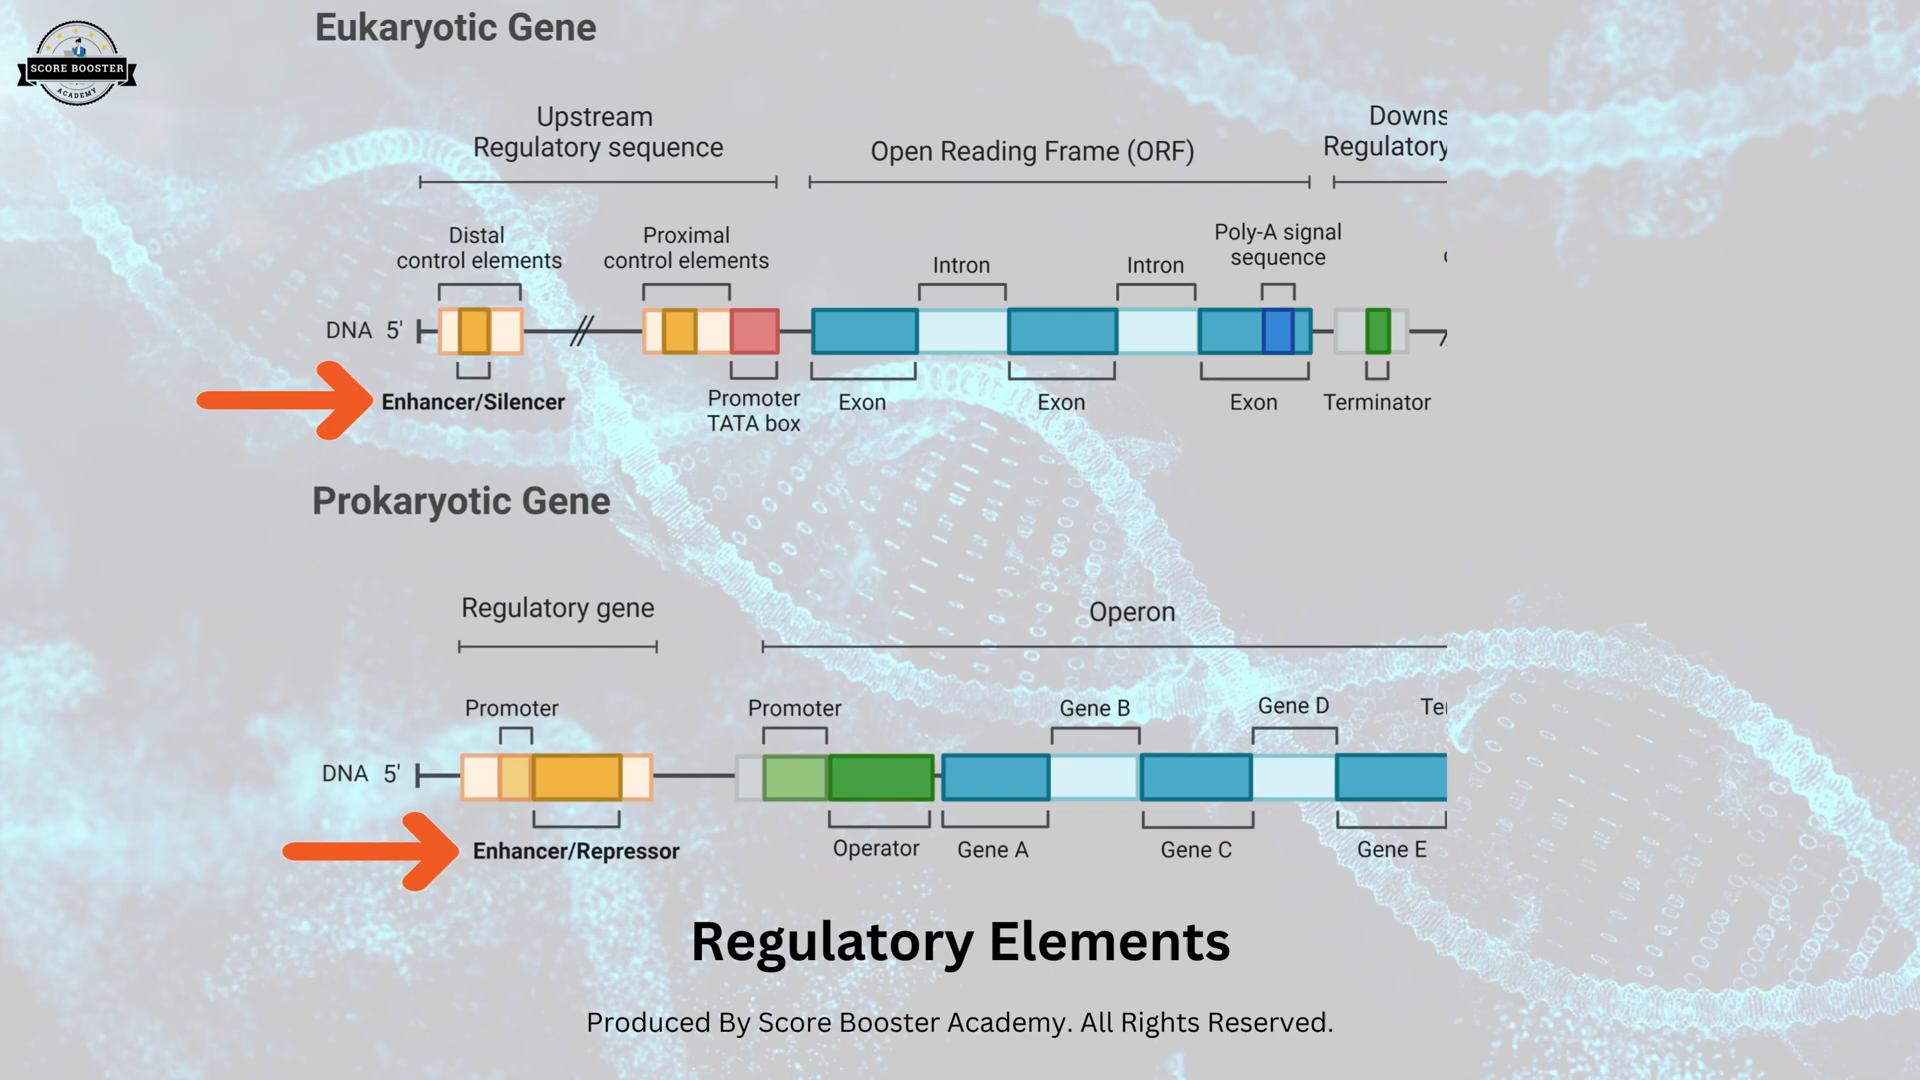 Eukaryotic Gene
SCORE BOOSTER
ACADEMY
Upstream
Regulatory sequence
Open Reading Frame (ORF)
Downs
Regulatory
Distal
control elements
Proximal
control elements
Intron
Intron
Poly-A signal
sequence
DNA 5'
Enhancer/Silencer
Promoter
TATA box
Exon
Exon
Exon
Terminator
Prokaryotic Gene
Regulatory gene
Operon
Promoter
Promoter
Gene B
Gene D
Ter
DNA 5'
Enhancer/Repressor
Operator
Gene A
Gene C
Gene E
Regulatory Elements
Produced By Score Booster Academy. All Rights Reserved.